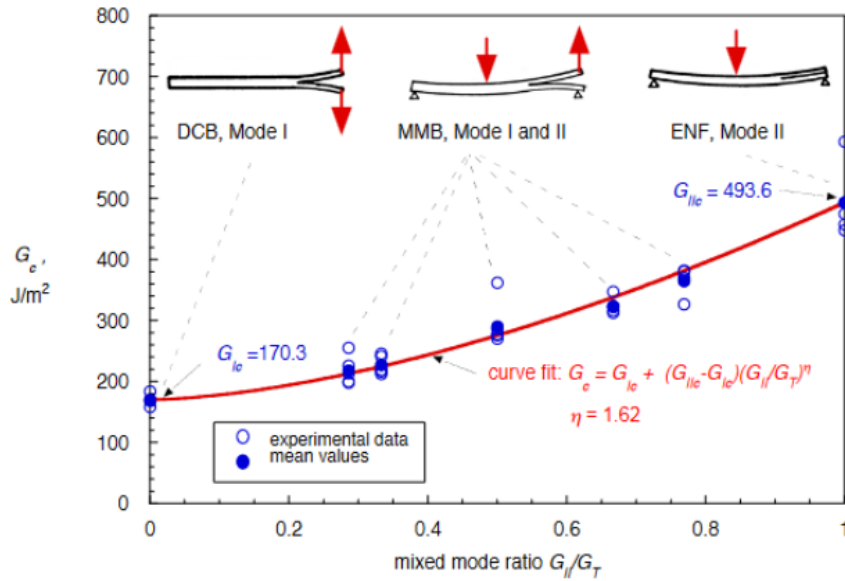 800
700
600
500
400
300
200
100
0
G_c ,
J/m²
DCB, Mode I
MMB, Mode I and II
ENF, Mode II
G_IIc = 493.6
G_Ic =170.3
curve fit: G_c = G_Ic + (G_IIc-G_Ic)(G_II/G_T)^η
η = 1.62
experimental data
mean values
0
0.2
0.4
0.6
0.8
1
mixed mode ratio G_II/G_T